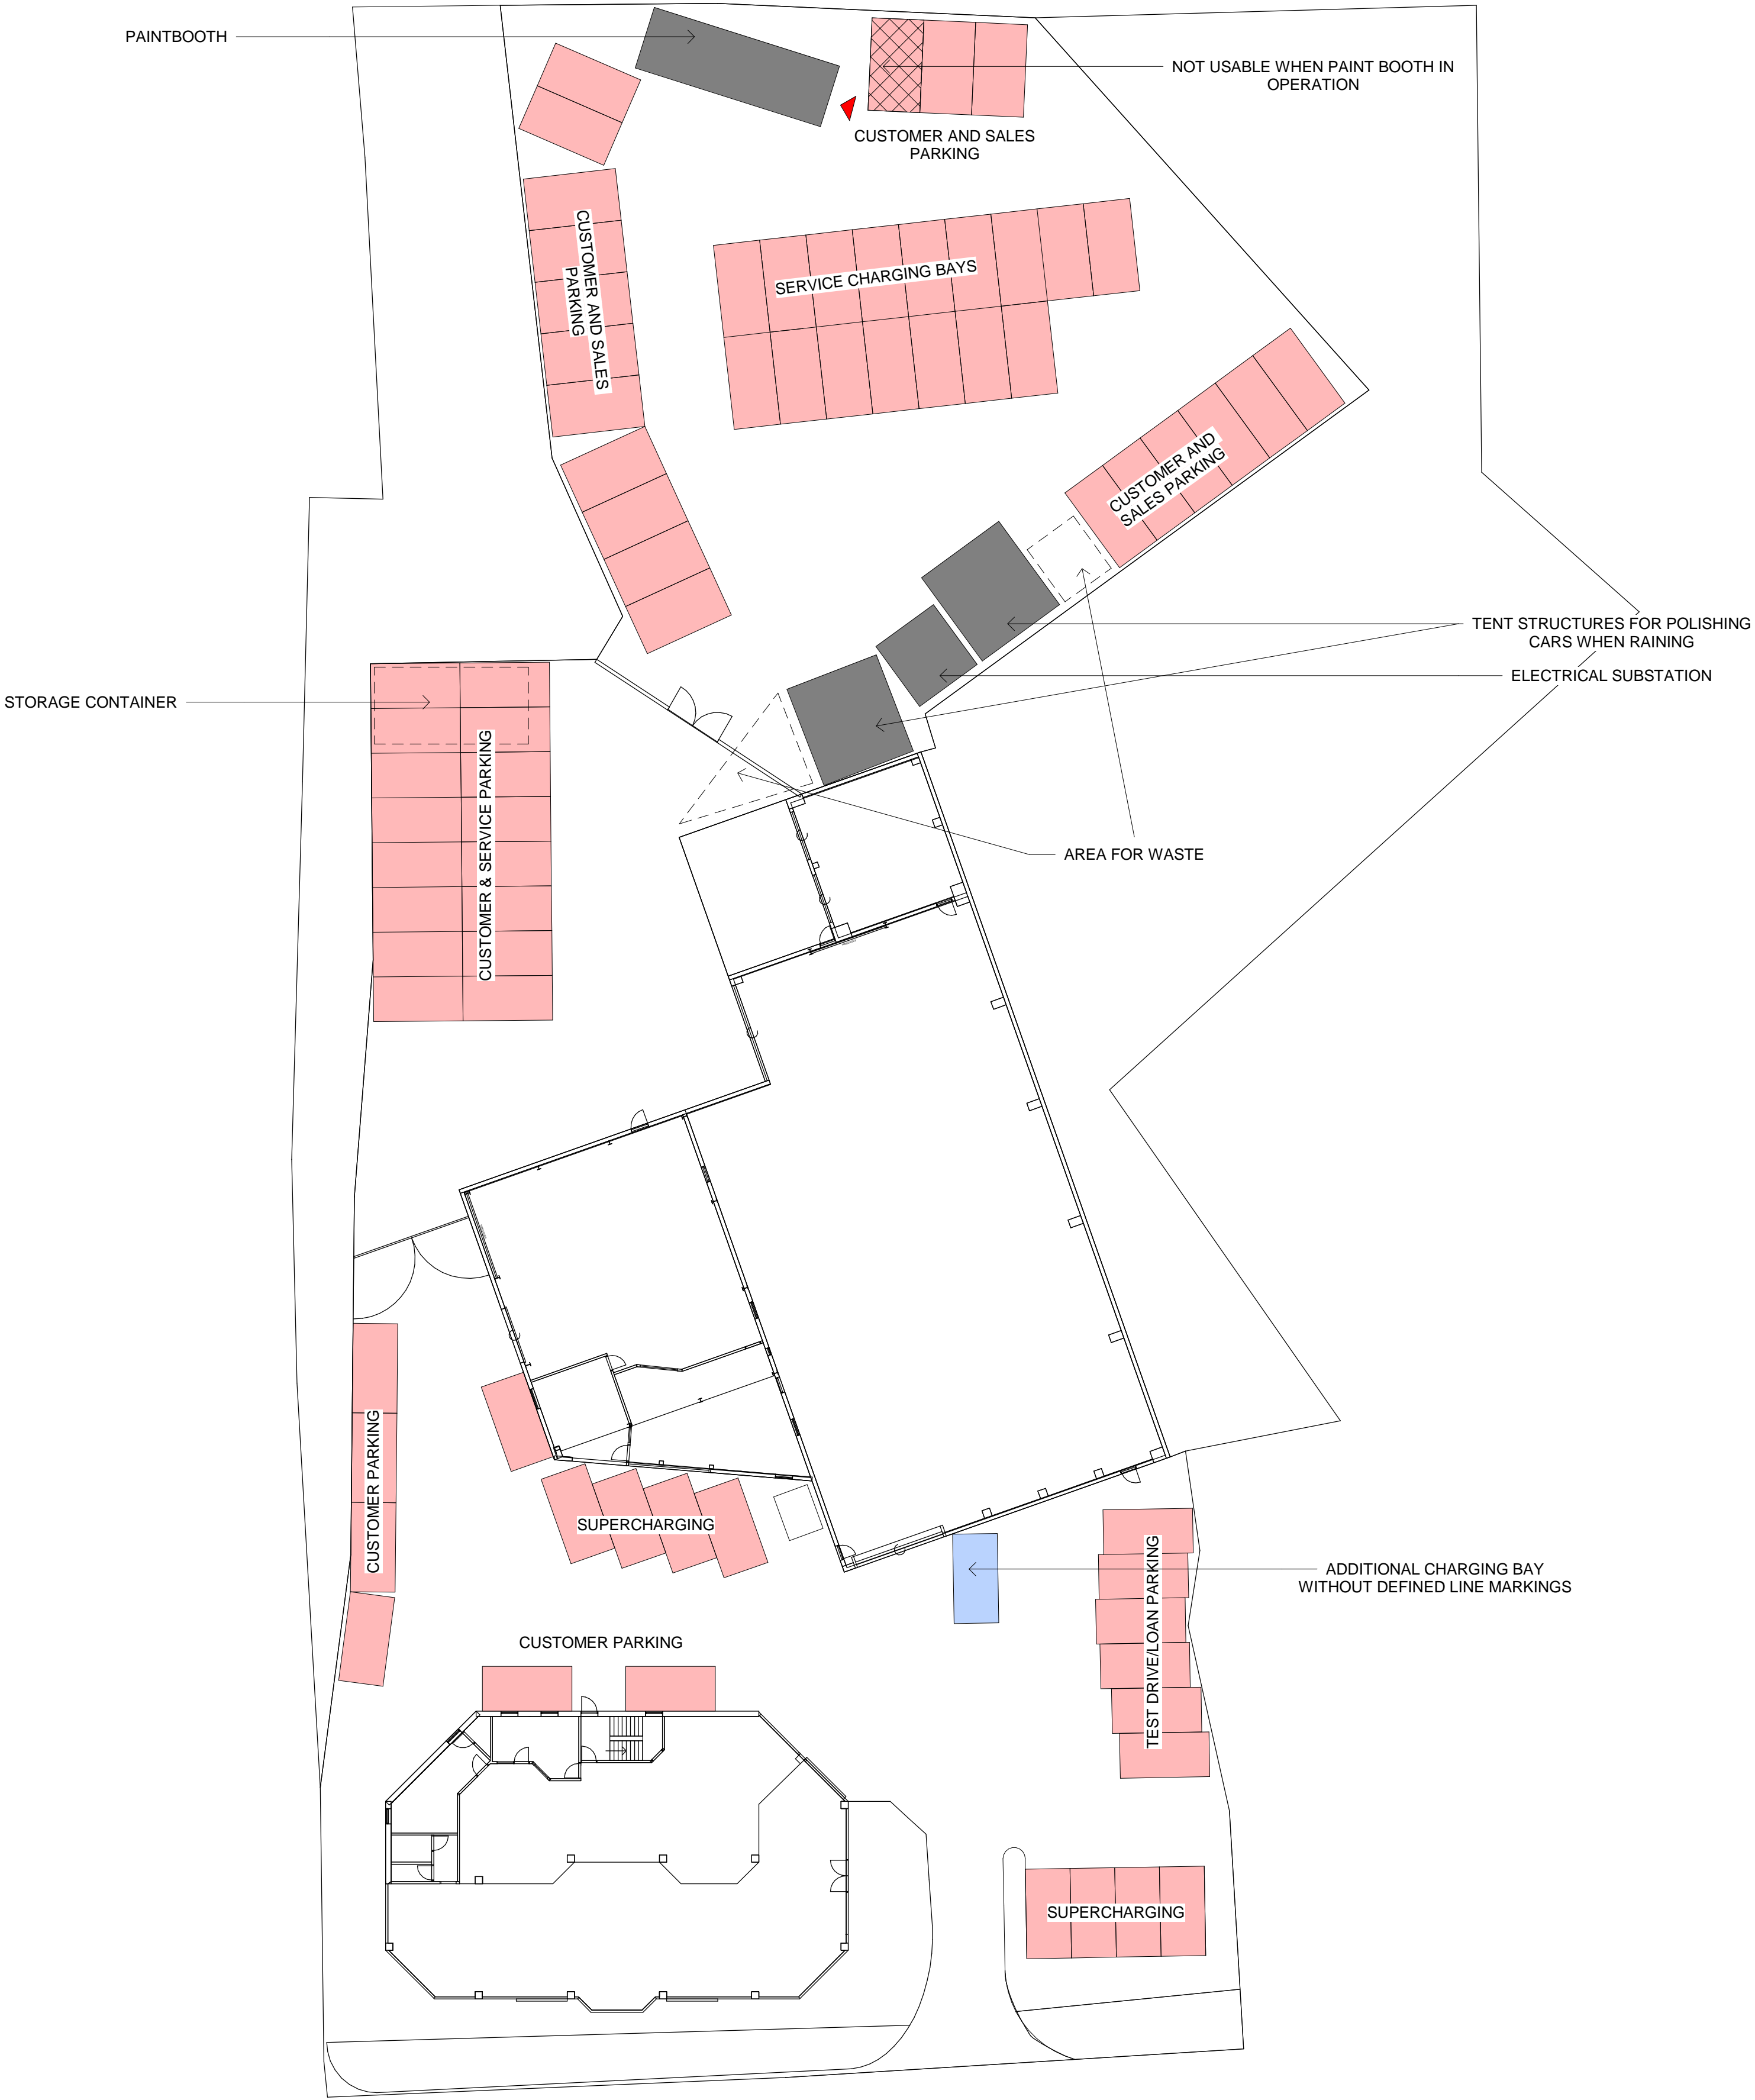 PAINTBOOTH
NOT USABLE WHEN PAINT BOOTH IN
OPERATION
CUSTOMER AND SALES
PARKING
CUSTOMER AND SALES
PARKING
SERVICE CHARGING BAYS
CUSTOMER AND
SALES PARKING
TENT STRUCTURES FOR POLISHING
CARS WHEN RAINING
ELECTRICAL SUBSTATION
STORAGE CONTAINER
CUSTOMER & SERVICE PARKING
AREA FOR WASTE
CUSTOMER PARKING
SUPERCHARGING
ADDITIONAL CHARGING BAY
WITHOUT DEFINED LINE MARKINGS
TEST DRIVE/LOAN PARKING
CUSTOMER PARKING
SUPERCHARGING